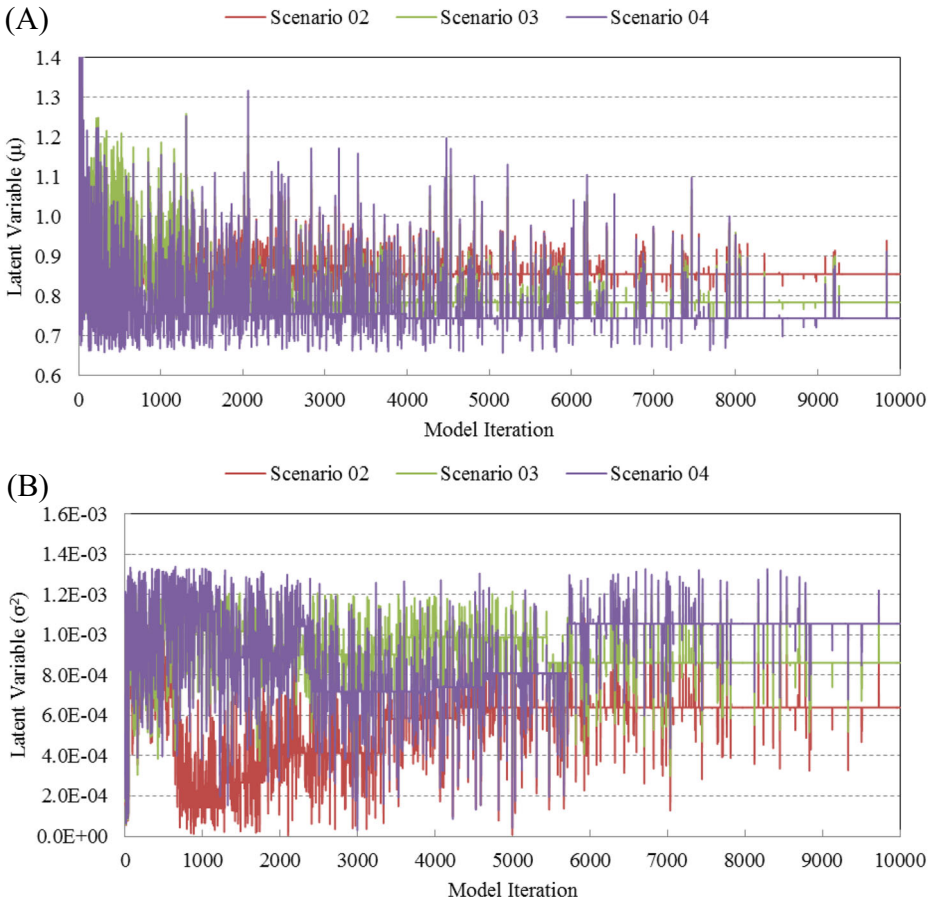 (A)
Scenario 02 Scenario 03 Scenario 04
Latent Variable (μ)
1.4
1.3
1.2
1.1
1.0
0.9
0.8
0.7
0.6
0 1000 2000 3000 4000 5000 6000 7000 8000 9000 10000
Model Iteration
(B)
Scenario 02 Scenario 03 Scenario 04
Latent Variable (σ²)
1.6E-03
1.4E-03
1.2E-03
1.0E-03
8.0E-04
6.0E-04
4.0E-04
2.0E-04
0.0E+00
0 1000 2000 3000 4000 5000 6000 7000 8000 9000 10000
Model Iteration